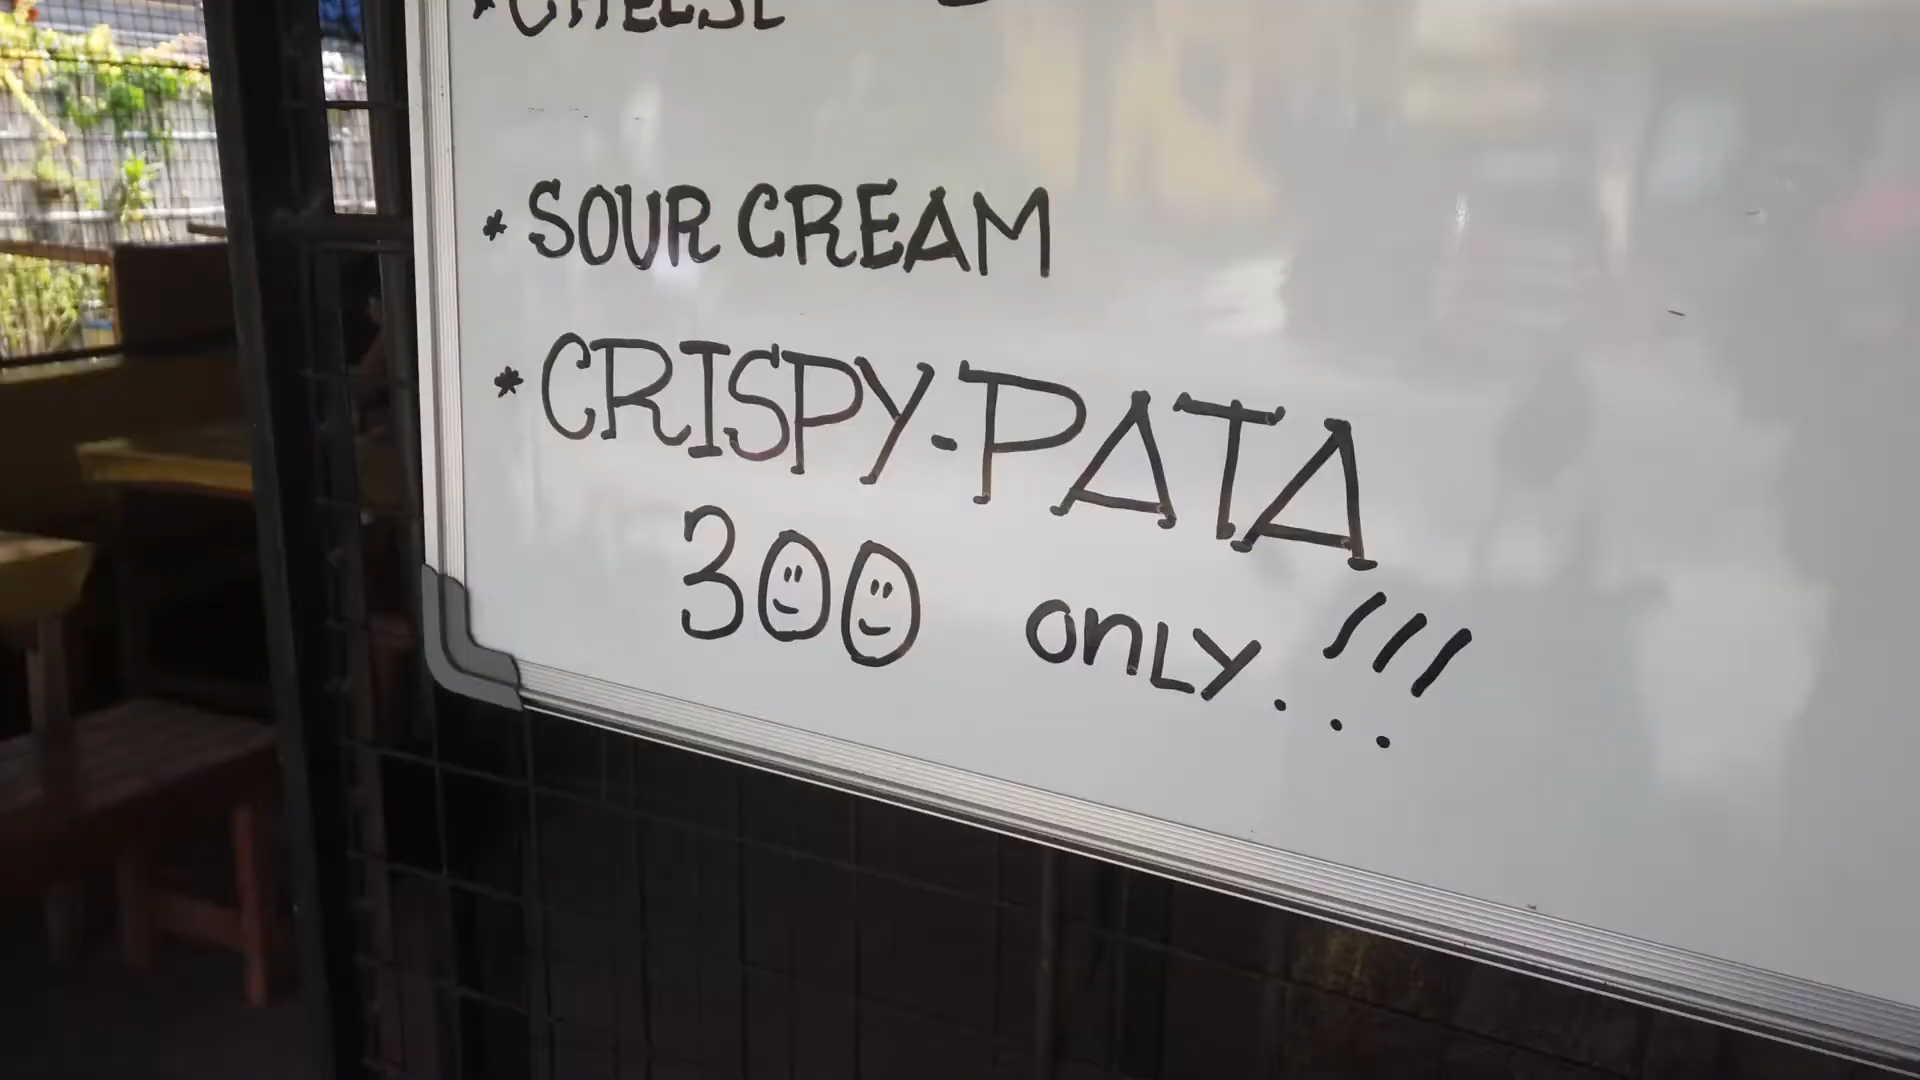 *CHEESE
* SOUR CREAM
* CRISPY-PATA
300 ONLY.!!!